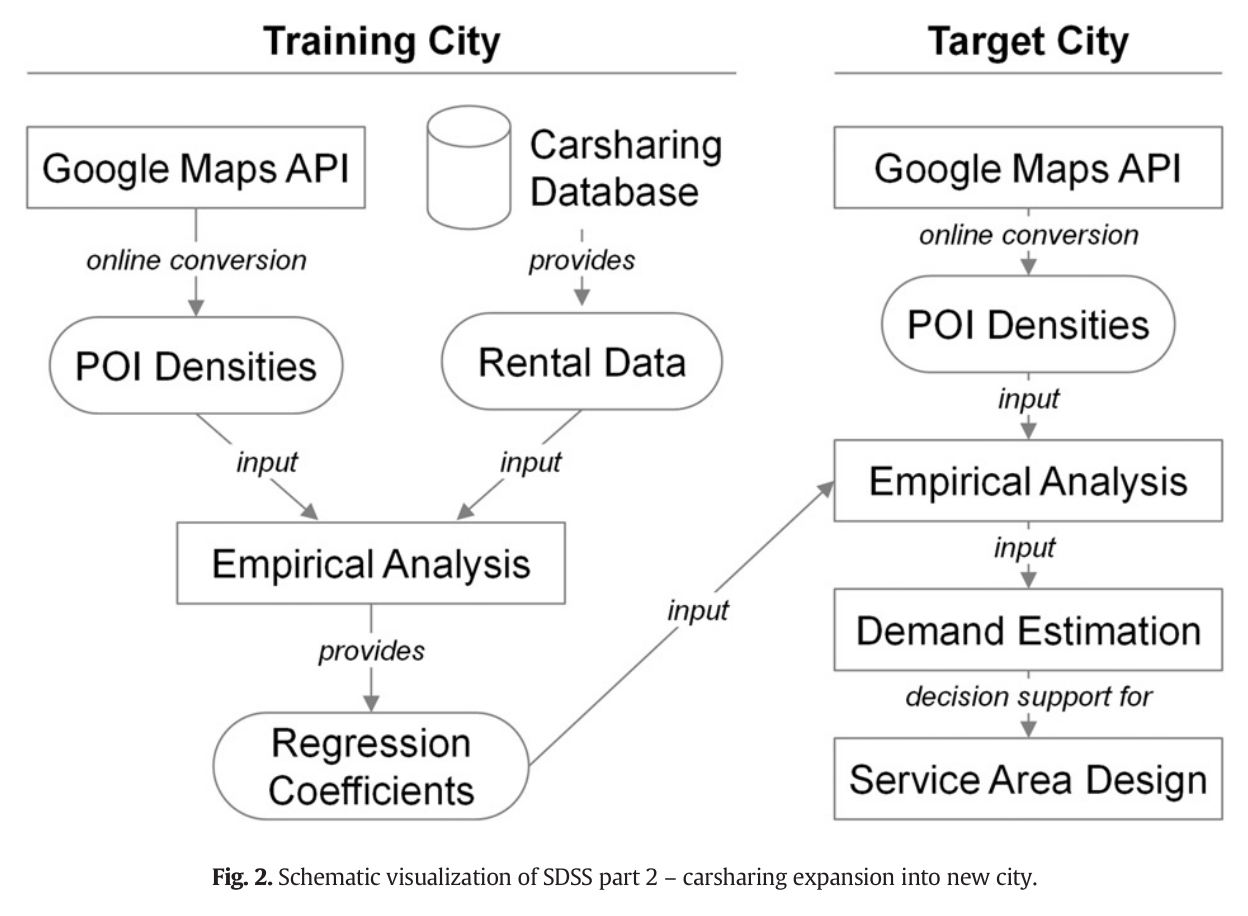 Training City
Google Maps API
Carsharing
Database
online conversion
provides
POI Densities
Rental Data
input
input
Empirical Analysis
provides
Regression
Coefficients
input
Target City
Google Maps API
online conversion
POI Densities
input
Empirical Analysis
input
Demand Estimation
decision support for
Service Area Design
Fig. 2. Schematic visualization of SDSS part 2 – carsharing expansion into new city.